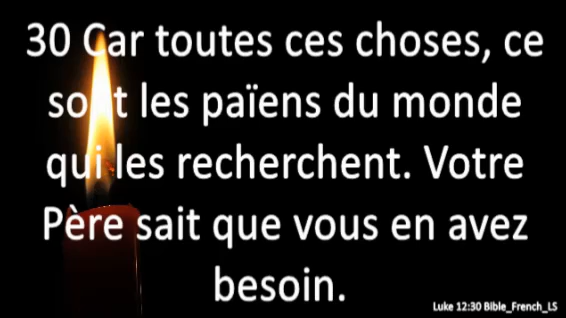 30 Car toutes ces choses, ce
sont les païens du monde
qui les recherchent. Votre
Père sait que vous en avez
besoin.
Luke 12:30 Bible_French_LS